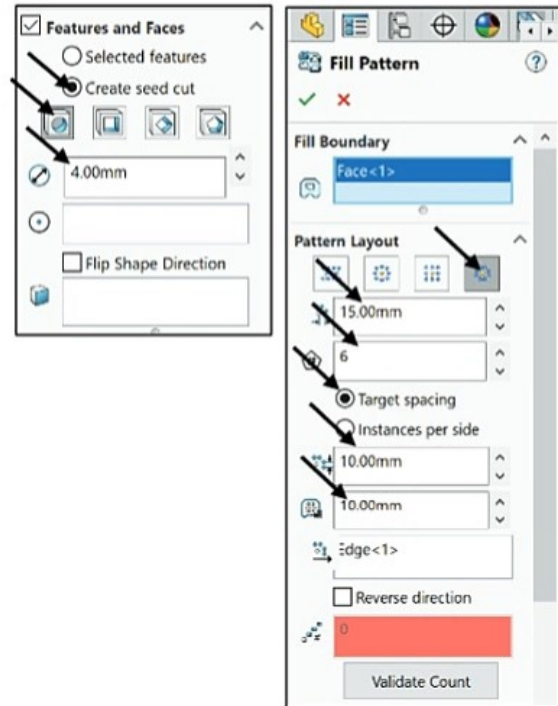 Features and Faces
Selected features
Create seed cut
4.00mm
Flip Shape Direction
Fill Pattern
Fill Boundary
Face<1>
Pattern Layout
15.00mm
6
Target spacing
Instances per side
10.00mm
10.00mm
Edge<1>
Reverse direction
0
Validate Count